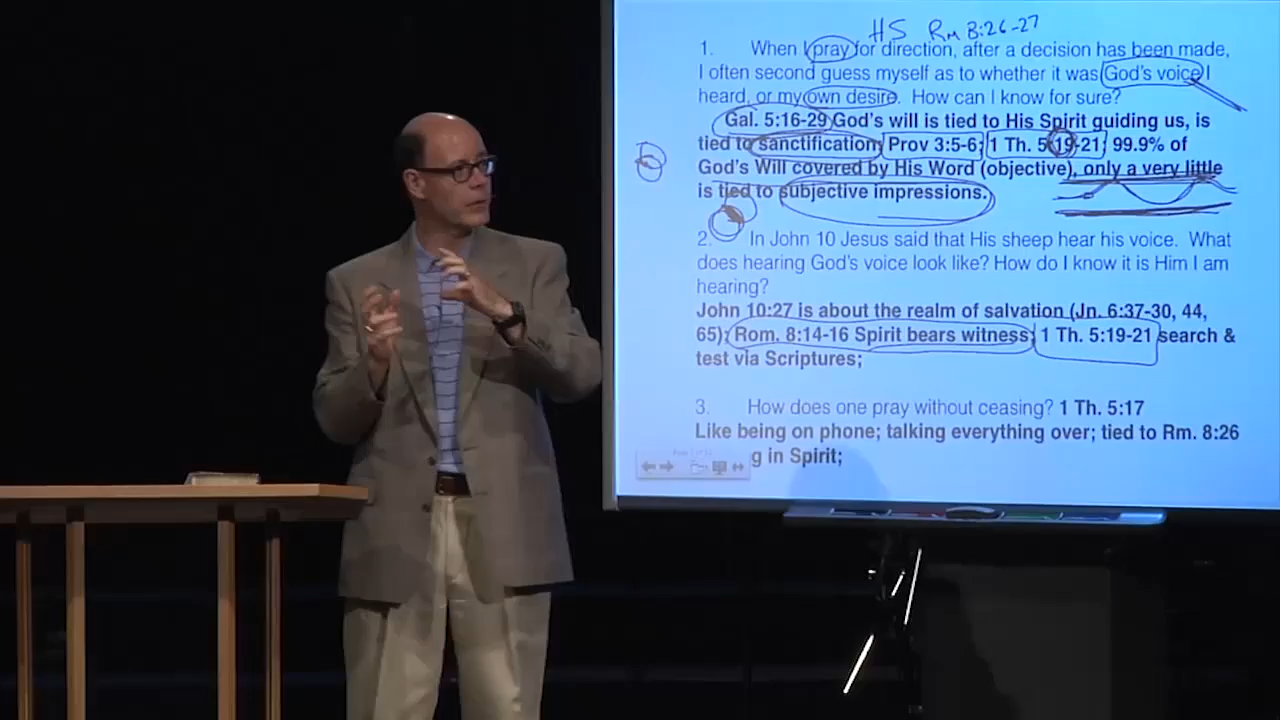 HS Rm 8:26-27
1. When I pray for direction, after a decision has been made,
I often second guess myself as to whether it was God's voice I
heard, or my own desire. How can I know for sure?
Gal. 5:16-29 God's will is tied to His Spirit guiding us, is
tied to sanctification; Prov 3:5-6; 1 Th. 5:19-21; 99.9% of
God's Will covered by His Word (objective), only a very little
is tied to subjective impressions.
2. In John 10 Jesus said that His sheep hear his voice. What
does hearing God's voice look like? How do I know it is Him I am
hearing?
John 10:27 is about the realm of salvation (Jn. 6:37-30, 44,
65); Rom. 8:14-16 Spirit bears witness; 1 Th. 5:19-21 search &
test via Scriptures;
3. How does one pray without ceasing? 1 Th. 5:17
Like being on phone; talking everything over; tied to Rm. 8:26
g in Spirit;